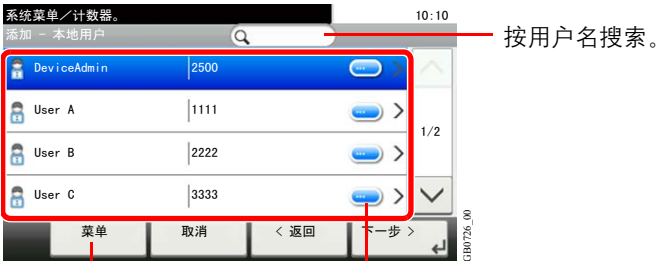 系统菜单／计数器。
10:10
添加 - 本地用户
按用户名搜索。
DeviceAdmin 2500
User A 1111
User B 2222
User C 3333
1/2
菜单 取消 < 返回 下一步 >
GB0726_00